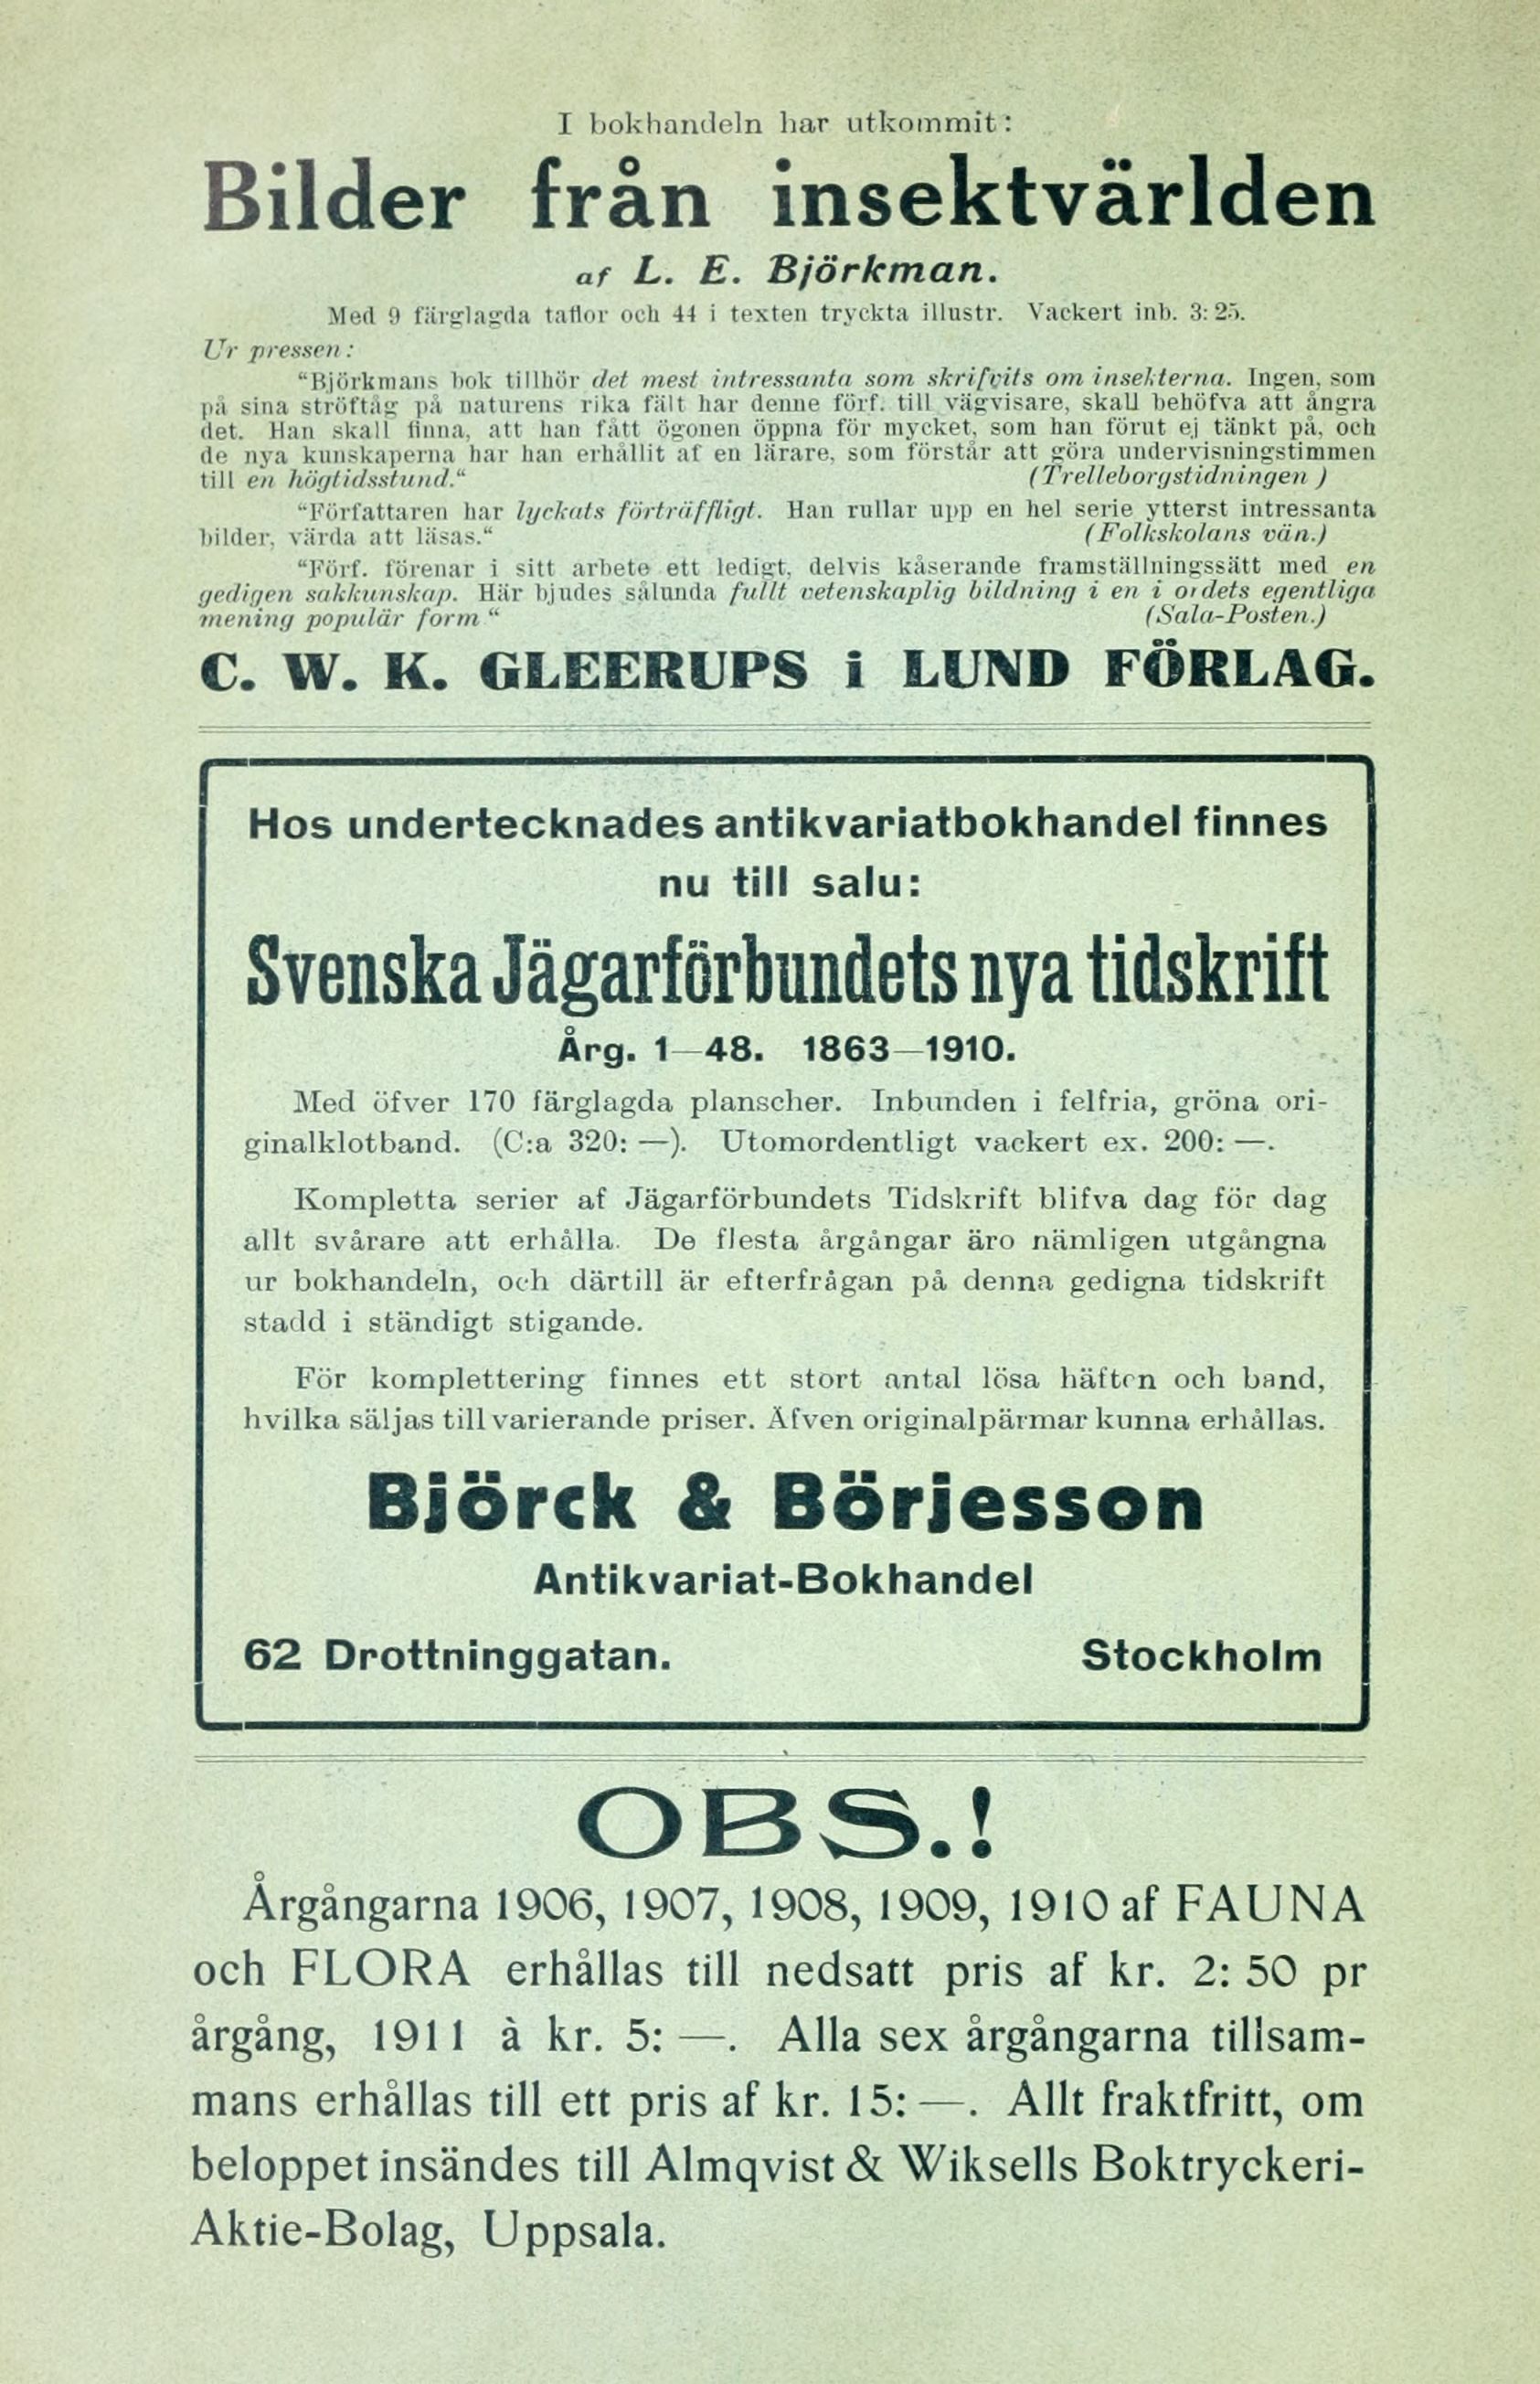 I bokhandeln har utkommit:
Bilder från insektvärlden
af L. E. Björkman.
Med 9 färglagda taflor och 44 i texten tryckta illustr. Vackert inb. 3: 25.
Ur pressen:
“Björkmans bok tillhör det mest intressanta som skrifvits om insekterna. Ingen, som
på sina ströftåg på naturens rika fält har denne förf. till vägvisare, skall behöfva att ångra
det. Han skall finna, att han fått ögonen öppna för mycket, som han förut ej tänkt på, och
de nya kunskaperna har han erhållit af en lärare, som förstår att göra undervisningstimmen
till en högtidsstund.“ (Trelleborgstidningen )
“Författaren har lyckats förträffligt. Han rullar upp en hel serie ytterst intressanta
bilder, värda att läsas.“ (Folkskolans vän.)
“Förf. förenar i sitt arbete ett ledigt, delvis kåserande framställningssätt med en
gedigen sakkunskap. Här bjudes sålunda fullt vetenskaplig bildning i en i ordets egentliga
mening populär form “ (Sala-Posten.)
C. W. K. GLEERUPS i LUND FÖRLAG.
Hos undertecknades antikvariatbokhandel finnes
nu till salu:
Svenska Jägarförbundets nya tidskrift
Årg. 1—48. 1863—1910.
Med öfver 170 färglagda planscher. Inbunden i felfria, gröna ori-
ginalklotband. (C:a 320: —). Utomordentligt vackert ex. 200: —.
Kompletta serier af Jägarförbundets Tidskrift blifva dag för dag
allt svårare att erhålla. De flesta årgångar äro nämligen utgångna
ur bokhandeln, och därtill är efterfrågan på denna gedigna tidskrift
stadd i ständigt stigande.
För komplettering finnes ett stort antal lösa häften och band,
hvilka säljas till varierande priser. Äfven originalpärmar kunna erhållas.
Björck & Börjesson
Antikvariat-Bokhandel
62 Drottninggatan. Stockholm
OBS.!
Årgångarna 1906, 1907, 1908, 1909, 1910 af FAUNA
och FLORA erhållas till nedsatt pris af kr. 2: 50 pr
årgång, 1911 à kr. 5: —. Alla sex årgångarna tillsam-
mans erhållas till ett pris af kr. 15: —. Allt fraktfritt, om
beloppet insändes till Almqvist & Wiksells Boktryckeri-
Aktie-Bolag, Uppsala.